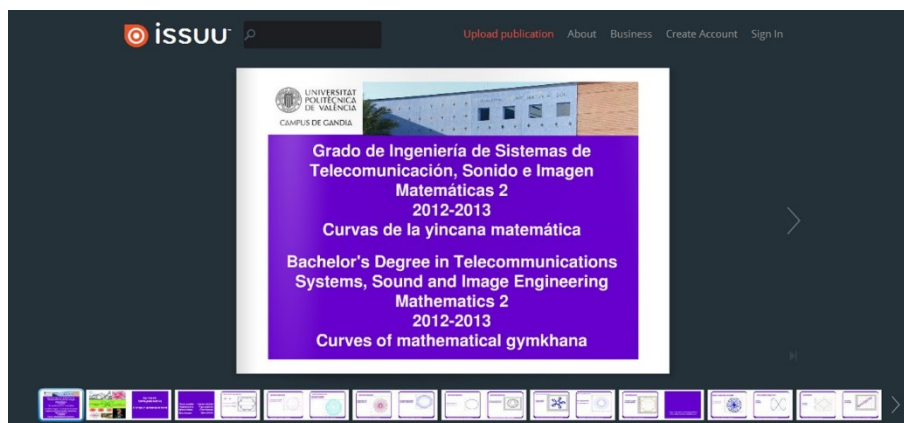 issuu
Upload publication About Business Create Account Sign In
UNIVERSITAT
POLITÈCNICA
DE VALÈNCIA
CAMPUS DE GANDIA
Grado de Ingeniería de Sistemas de
Telecomunicación, Sonido e Imagen
Matemáticas 2
2012-2013
Curvas de la yincana matemática
Bachelor's Degree in Telecommunications
Systems, Sound and Image Engineering
Mathematics 2
2012-2013
Curves of mathematical gymkhana